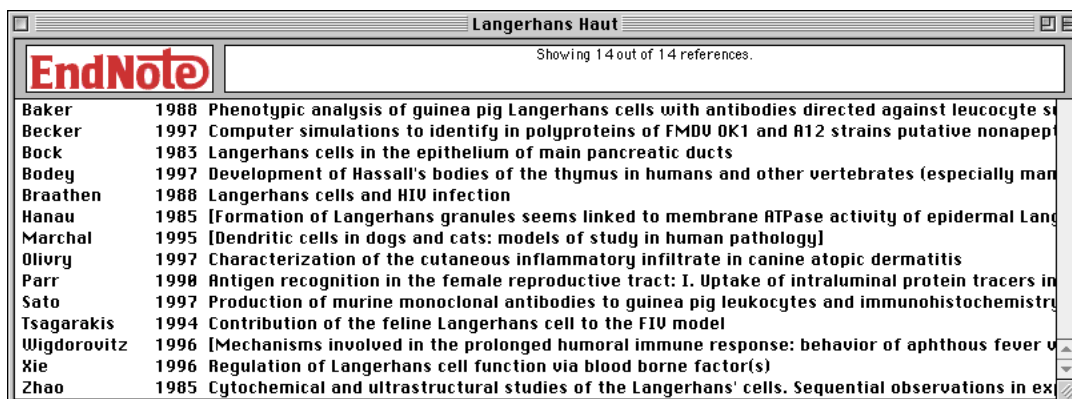 Langerhans Haut
EndNote
Showing 14 out of 14 references.
Baker 1988 Phenotypic analysis of guinea pig Langerhans cells with antibodies directed against leucocyte
Becker 1997 Computer simulations to identify in polyproteins of FMDV OK1 and A12 strains putative nonapept
Bock 1983 Langerhans cells in the epithelium of main pancreatic ducts
Bodey 1997 Development of Hassall's bodies of the thymus in humans and other vertebrates (especially man
Braathen 1988 Langerhans cells and HIV infection
Hanau 1985 [Formation of Langerhans granules seems linked to membrane ATPase activity of epidermal Lang
Marchal 1995 [Dendritic cells in dogs and cats: models of study in human pathology]
Olivry 1997 Characterization of the cutaneous inflammatory infiltrate in canine atopic dermatitis
Parr 1990 Antigen recognition in the female reproductive tract: I. Uptake of intraluminal protein tracers in
Sato 1997 Production of murine monoclonal antibodies to guinea pig leukocytes and immunohistochemistry
Tsagarakis 1994 Contribution of the feline Langerhans cell to the FIV model
Wigdorovitz 1996 [Mechanisms involved in the prolonged humoral immune response: behavior of aphthous fever v
Xie 1996 Regulation of Langerhans cell function via blood borne factor(s)
Zhao 1985 Cytochemical and ultrastructural studies of the Langerhans' cells. Sequential observations in exp